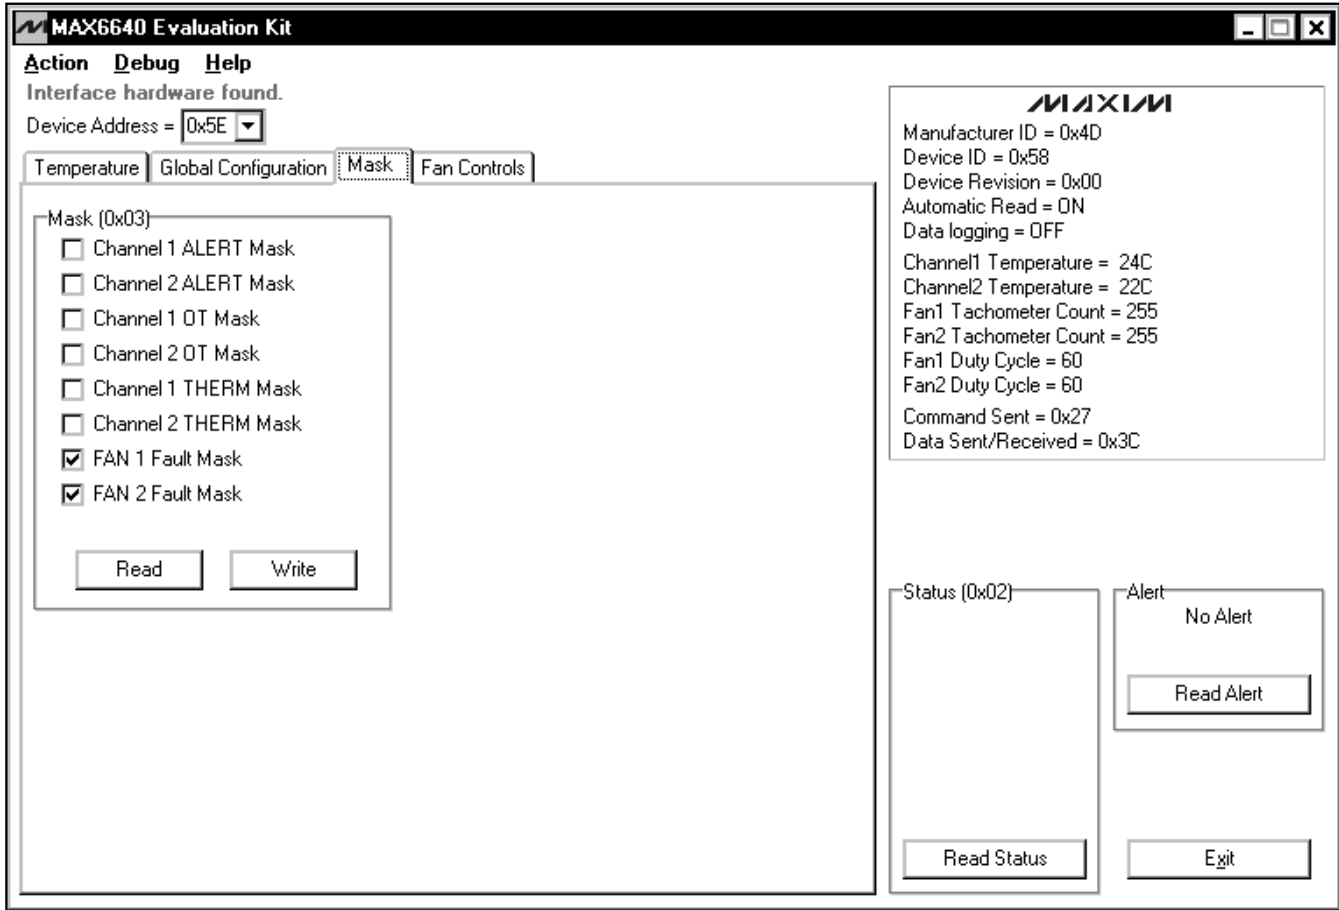 MAX6640 Evaluation Kit
Action Debug Help
Interface hardware found.
Device Address = 0x5E
Temperature Global Configuration Mask Fan Controls
Mask (0x03)
Channel 1 ALERT Mask
Channel 2 ALERT Mask
Channel 1 OT Mask
Channel 2 OT Mask
Channel 1 THERM Mask
Channel 2 THERM Mask
FAN 1 Fault Mask
FAN 2 Fault Mask
Read Write
MAXIM
Manufacturer ID = 0x4D
Device ID = 0x58
Device Revision = 0x00
Automatic Read = ON
Data logging = OFF
Channel1 Temperature = 24C
Channel2 Temperature = 22C
Fan1 Tachometer Count = 255
Fan2 Tachometer Count = 255
Fan1 Duty Cycle = 60
Fan2 Duty Cycle = 60
Command Sent = 0x27
Data Sent/Received = 0x3C
Status (0x02)
Read Status
Alert
No Alert
Read Alert
Exit